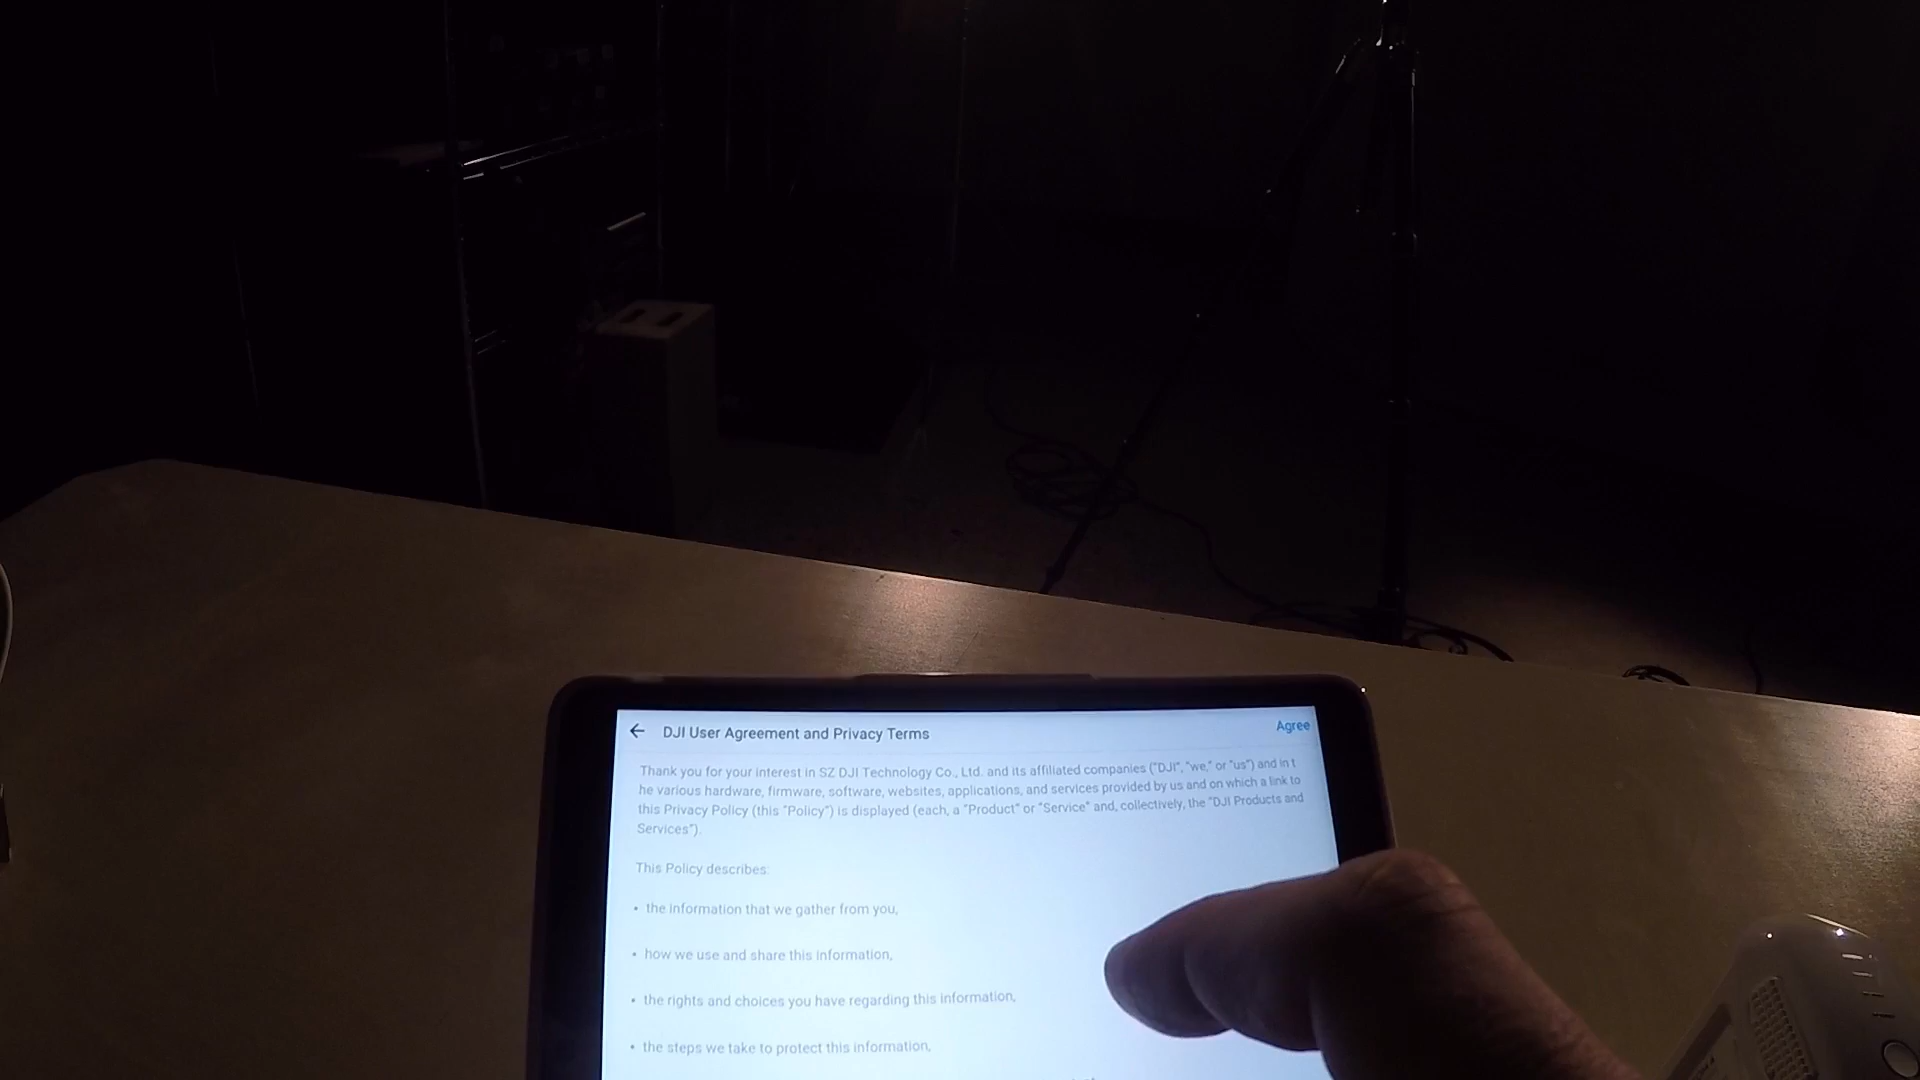 DJI User Agreement and Privacy Terms
Agree
Thank you for your interest in SZ DJI Technology Co., Ltd. and its affiliated companies ("DJI", "we," or "us") and in t
he various hardware, firmware, software, websites, applications, and services provided by us and on which a link to
this Privacy Policy (this "Policy") is displayed (each, a "Product" or "Service" and, collectively, the "DJI Products and
Services").
This Policy describes:
• the information that we gather from you,
• how we use and share this information,
• the rights and choices you have regarding this information,
• the steps we take to protect this information,